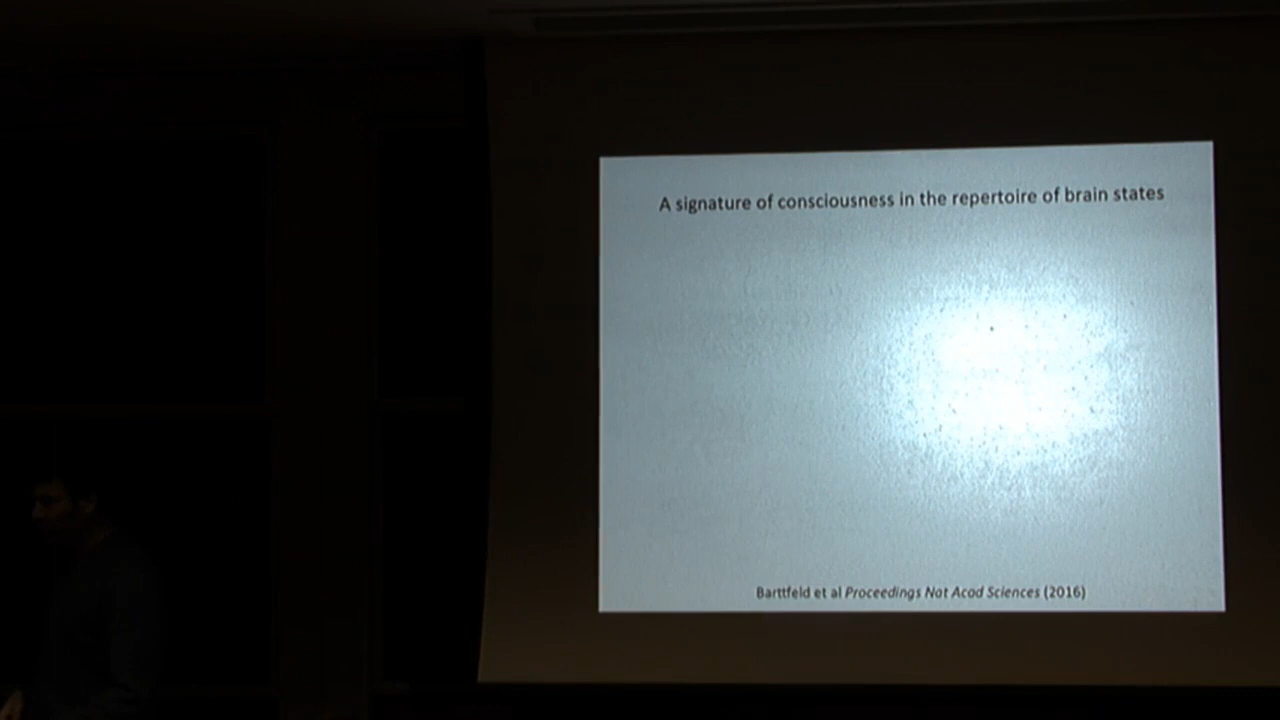 A signature of consciousness in the repertoire of brain states
Barttfeld et al Proceedings Nat Acad Sciences (2016)